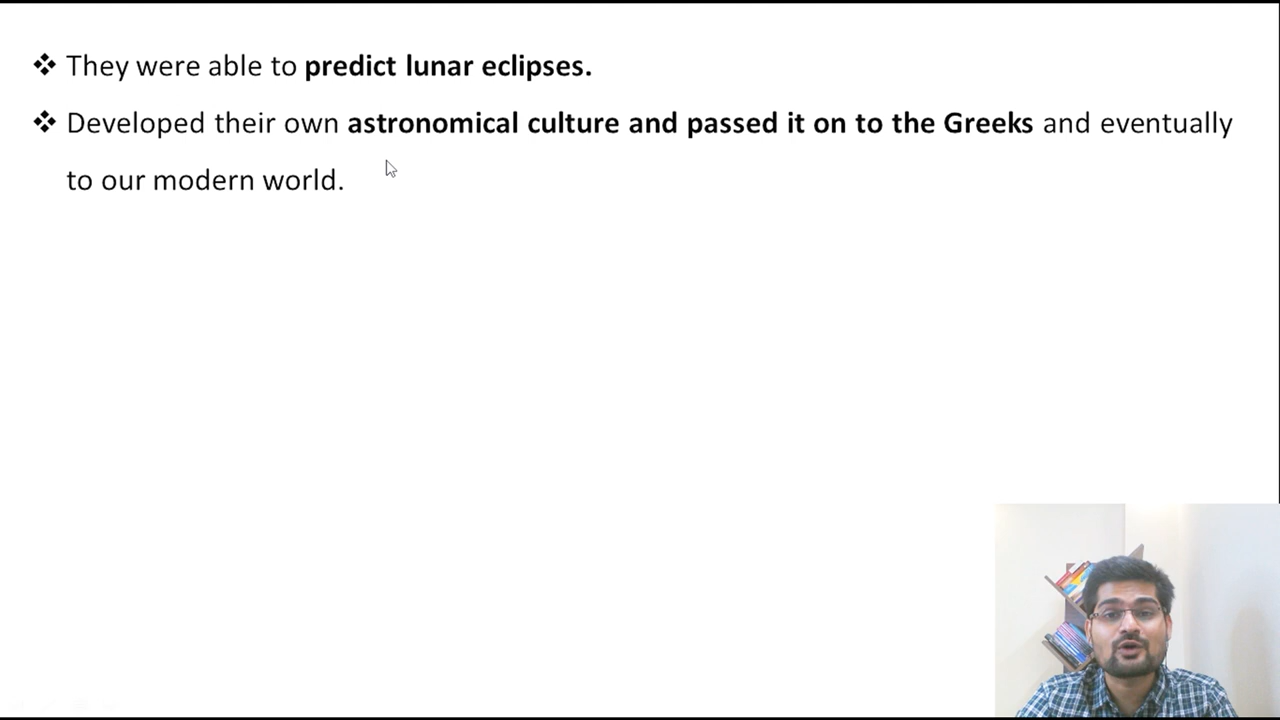 ❖ They were able to predict lunar eclipses.
❖ Developed their own astronomical culture and passed it on to the Greeks and eventually
to our modern world.